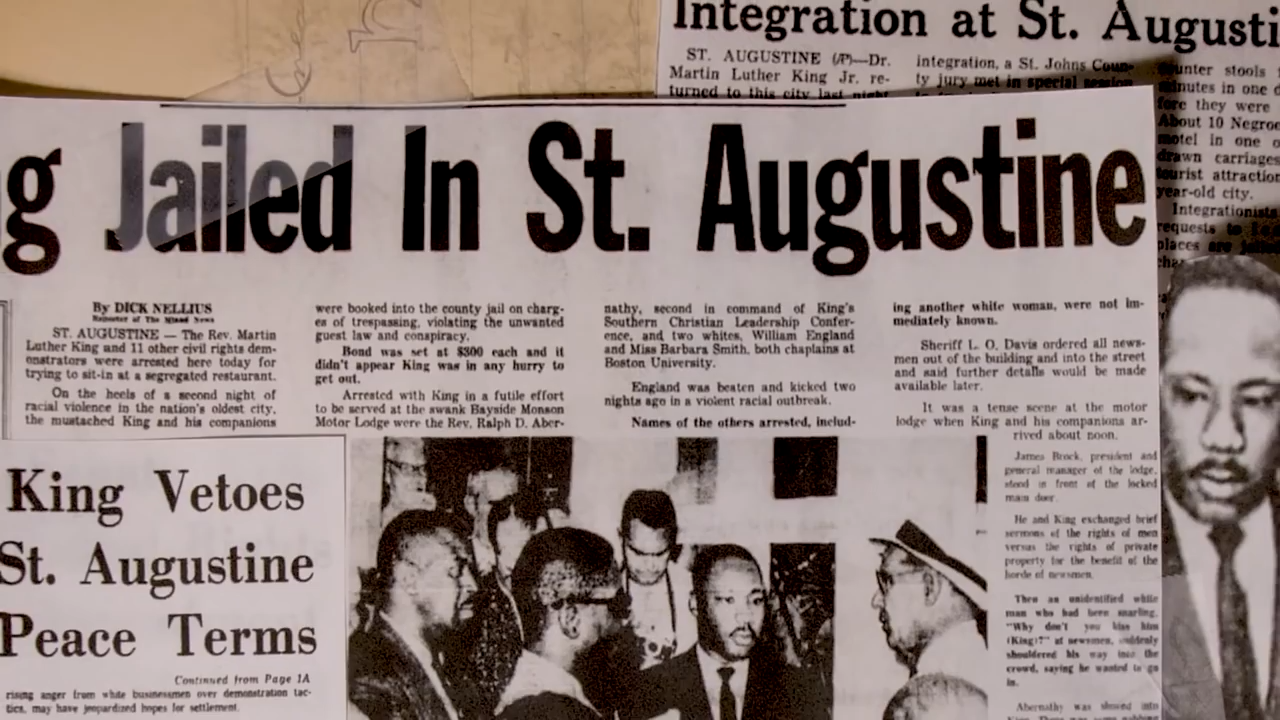 Integration at St. Augusti
ST. AUGUSTINE (AP)—Dr.
Martin Luther King Jr. re-
turned to this city last night
integration, a St. Johns Coun-
ty jury met in special session
unter stools
inutes in one
fore they were
About 10 Negroe
motel in one o
drawn carriages
tourist attraction
year-old city.
Integrationists
requests to
places are
g Jailed In St. Augustine
By DICK NELLIUS
Reporter of The Miami News
ST. AUGUSTINE — The Rev. Martin
Luther King and 11 other civil rights dem-
onstrators were arrested here today for
trying to sit-in at a segregated restaurant.
On the heels of a second night of
racial violence in the nation's oldest city,
the mustached King and his companions
were booked into the county jail on charg-
es of trespassing, violating the unwanted
guest law and conspiracy.
Bond was set at $300 each and it
didn't appear King was in any hurry to
get out.
Arrested with King in a futile effort
to be served at the swank Bayside Monson
Motor Lodge were the Rev. Ralph D. Aber-
nathy, second in command of King's
Southern Christian Leadership Confer-
ence, and two whites, William England
and Miss Barbara Smith, both chaplains at
Boston University.
England was beaten and kicked two
nights ago in a violent racial outbreak.
Names of the others arrested, includ-
ing another white woman, were not im-
mediately known.
Sheriff L. O. Davis ordered all news-
men out of the building and into the street
and said further details would be made
available later.
It was a tense scene at the motor
lodge when King and his companions ar-
rived about noon.
James Brock, president and
general manager of the lodge,
stood in front of the locked
main door.
He and King exchanged brief
sermons of the rights of men
versus the rights of private
property for the benefit of the
horde of newsmen.
Then an unidentified white
man who had been snarling,
"Why don't you kiss him
(King)?" at newsmen, suddenly
shouldered his way into the
crowd, saying he wanted to go
in.
Abernathy was shoved into
King Vetoes
St. Augustine
Peace Terms
Continued from Page 1A
rising anger from white businessmen over demonstration tac-
tics, may have jeopardized hopes for settlement.